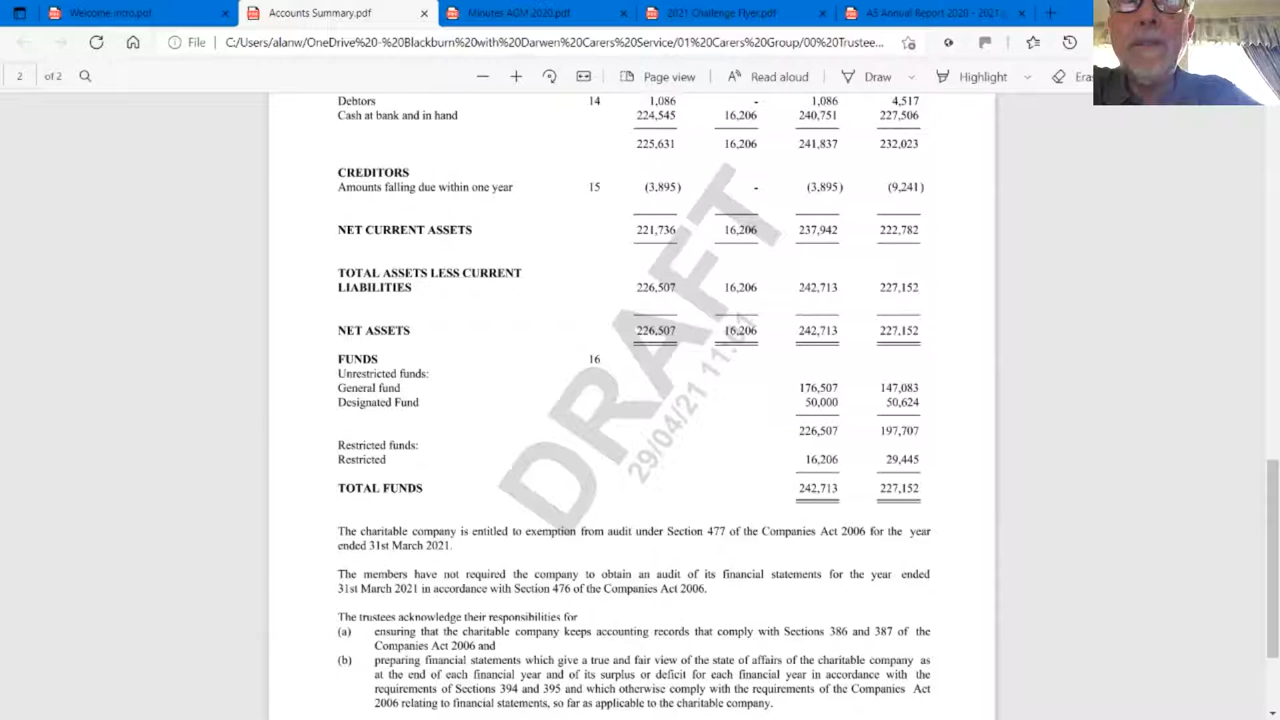 Welcome Intro.pdf
Accounts Summary.pdf
Minutes AGM 2020.pdf
2021 Challenge Flyer.pdf
A5 Annual Report 2020 - 2021 -
File C:/Users/alanw/OneDrive%20-%20Blackburn%20with%20Darwen%20Carers%20Service/01%20Carers%20Group/00%20Trustee...
2 of 2 Page view Read aloud Draw Highlight Era
Debtors 14 1,086 - 1,086 4,517
Cash at bank and in hand 224,545 16,206 240,751 227,506
225,631 16,206 241,837 232,023
CREDITORS
Amounts falling due within one year 15 (3,895) - (3,895) (9,241)
NET CURRENT ASSETS 221,736 16,206 237,942 222,782
TOTAL ASSETS LESS CURRENT
LIABILITIES 226,507 16,206 242,713 227,152
NET ASSETS 226,507 16,206 242,713 227,152
FUNDS 16
Unrestricted funds:
General fund 176,507 147,083
Designated Fund 50,000 50,624
226,507 197,707
Restricted funds:
Restricted 16,206 29,445
TOTAL FUNDS 242,713 227,152
DRAFT
29/04/21 11:01
The charitable company is entitled to exemption from audit under Section 477 of the Companies Act 2006 for the year
ended 31st March 2021.
The members have not required the company to obtain an audit of its financial statements for the year ended
31st March 2021 in accordance with Section 476 of the Companies Act 2006.
The trustees acknowledge their responsibilities for
(a) ensuring that the charitable company keeps accounting records that comply with Sections 386 and 387 of the
Companies Act 2006 and
(b) preparing financial statements which give a true and fair view of the state of affairs of the charitable company as
at the end of each financial year and of its surplus or deficit for each financial year in accordance with the
requirements of Sections 394 and 395 and which otherwise comply with the requirements of the Companies Act
2006 relating to financial statements, so far as applicable to the charitable company.